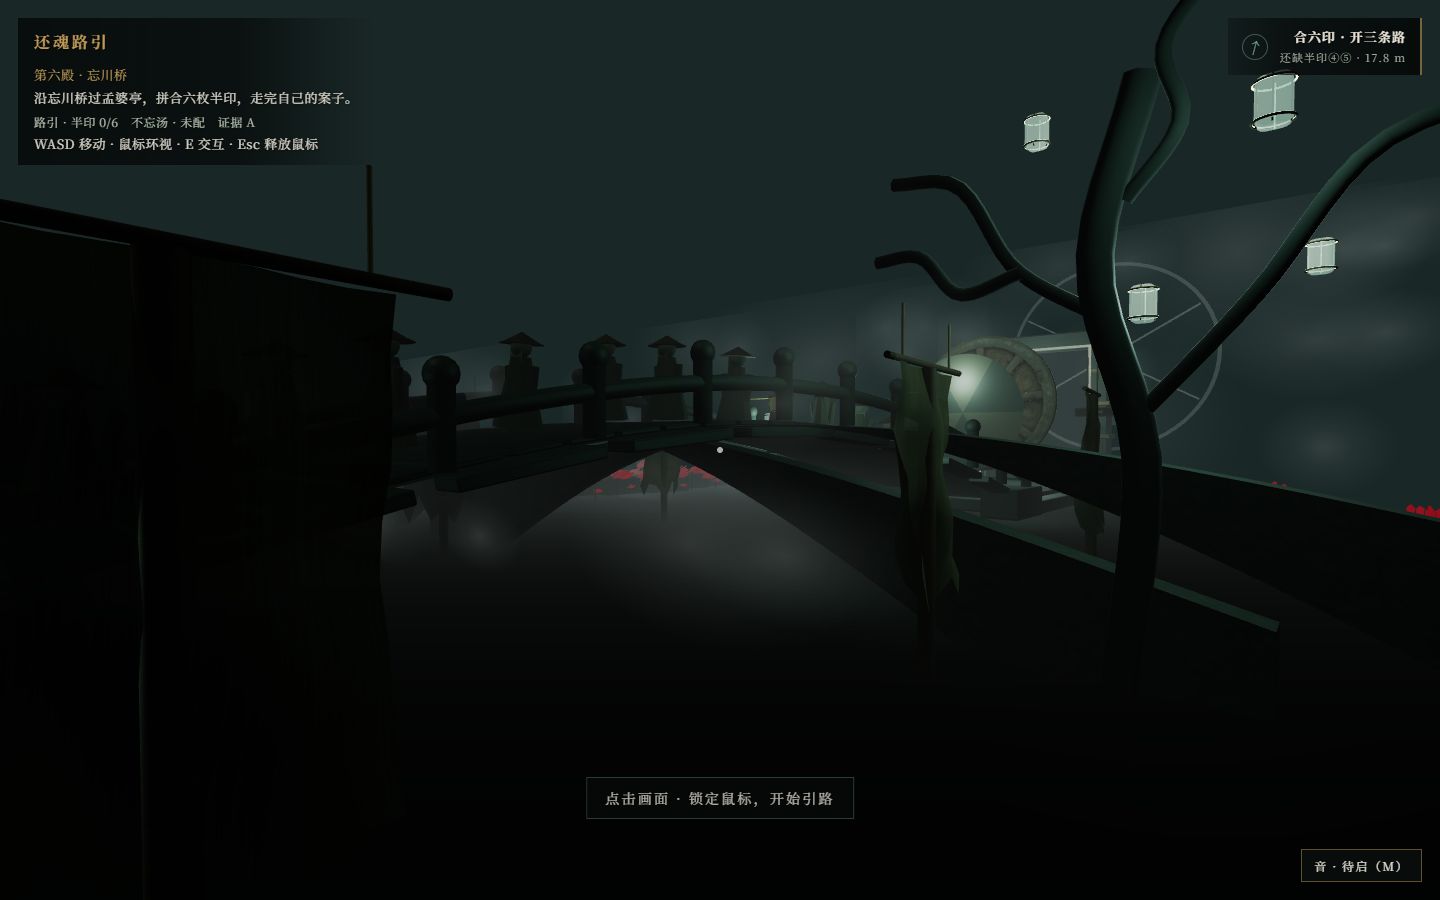 还魂路引
第六殿 · 忘川桥
沿忘川桥过孟婆亭，拼合六枚半印，走完自己的案子。
路引 · 半印 0/6 不忘汤 · 未配 证据 A
WASD 移动 · 鼠标环视 · E 交互 · Esc 释放鼠标
合六印 · 开三条路
还缺半印④⑤ · 17.8 m
点击画面 · 锁定鼠标，开始引路
音 · 待启（M）